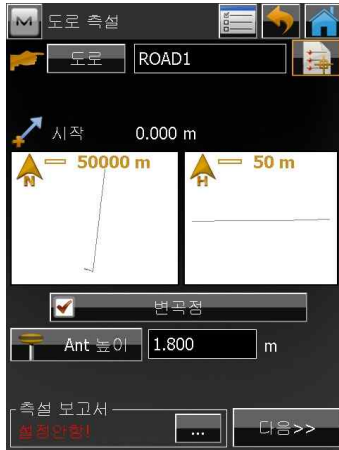 M 도로 측설
도로 ROAD1
시작 0.000 m
50000 m 50 m
N H
변곡점
Ant 높이 1.800 m
측설 보고서
설정안함! ... 다음>>